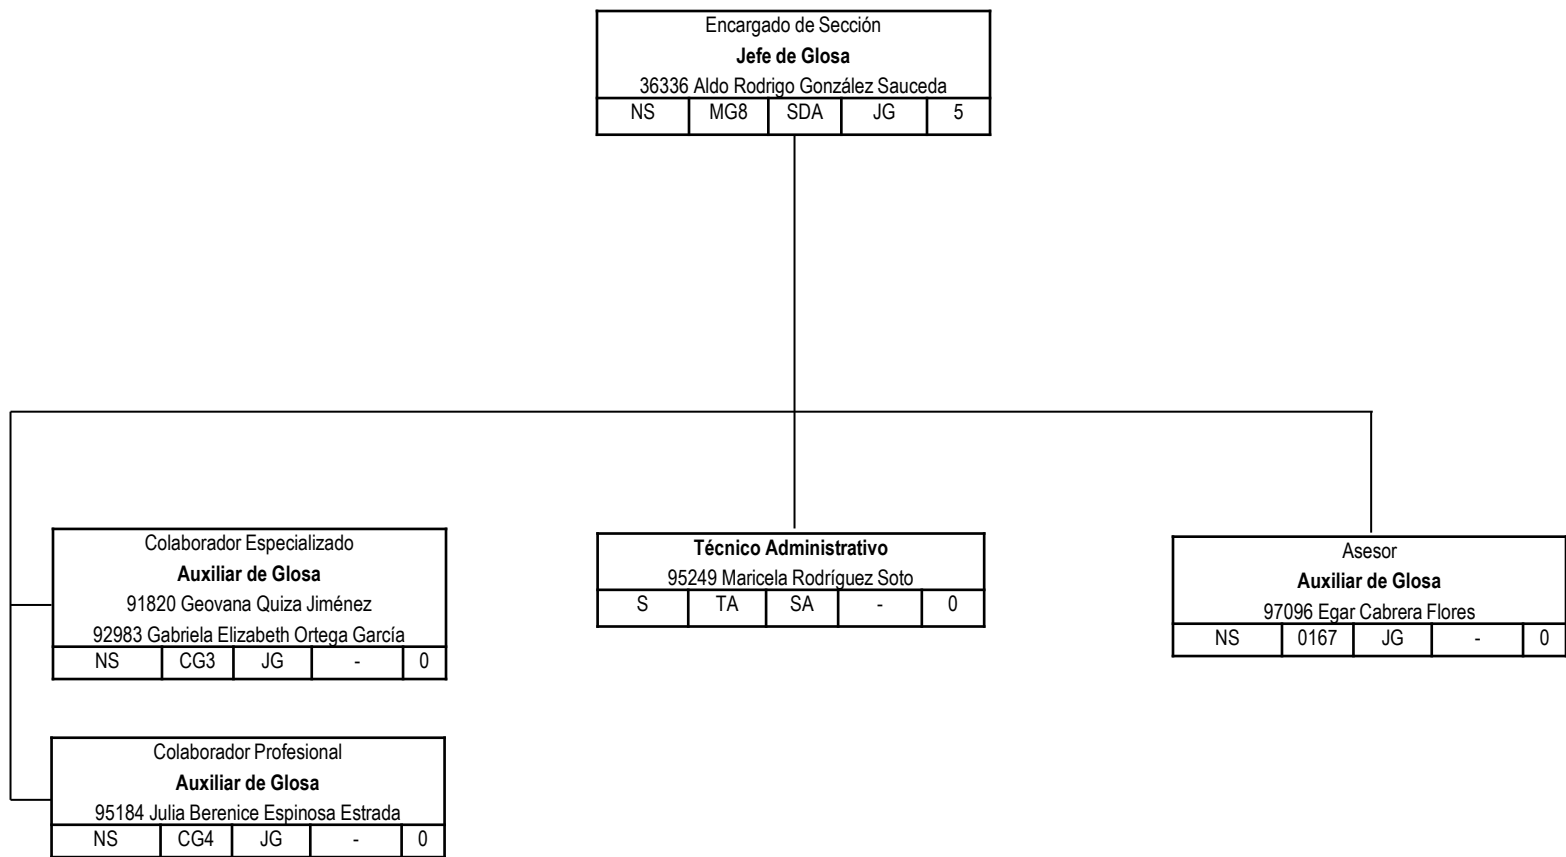 Encargado de Sección
Jefe de Glosa
36336 Aldo Rodrigo González Sauceda
NS MG8 SDA JG 5
Colaborador Especializado
Auxiliar de Glosa
91820 Geovana Quiza Jiménez
92983 Gabriela Elizabeth Ortega García
NS CG3 JG - 0
Técnico Administrativo
95249 Maricela Rodríguez Soto
S TA SA - 0
Asesor
Auxiliar de Glosa
97096 Egar Cabrera Flores
NS 0167 JG - 0
Colaborador Profesional
Auxiliar de Glosa
95184 Julia Berenice Espinosa Estrada
NS CG4 JG - 0